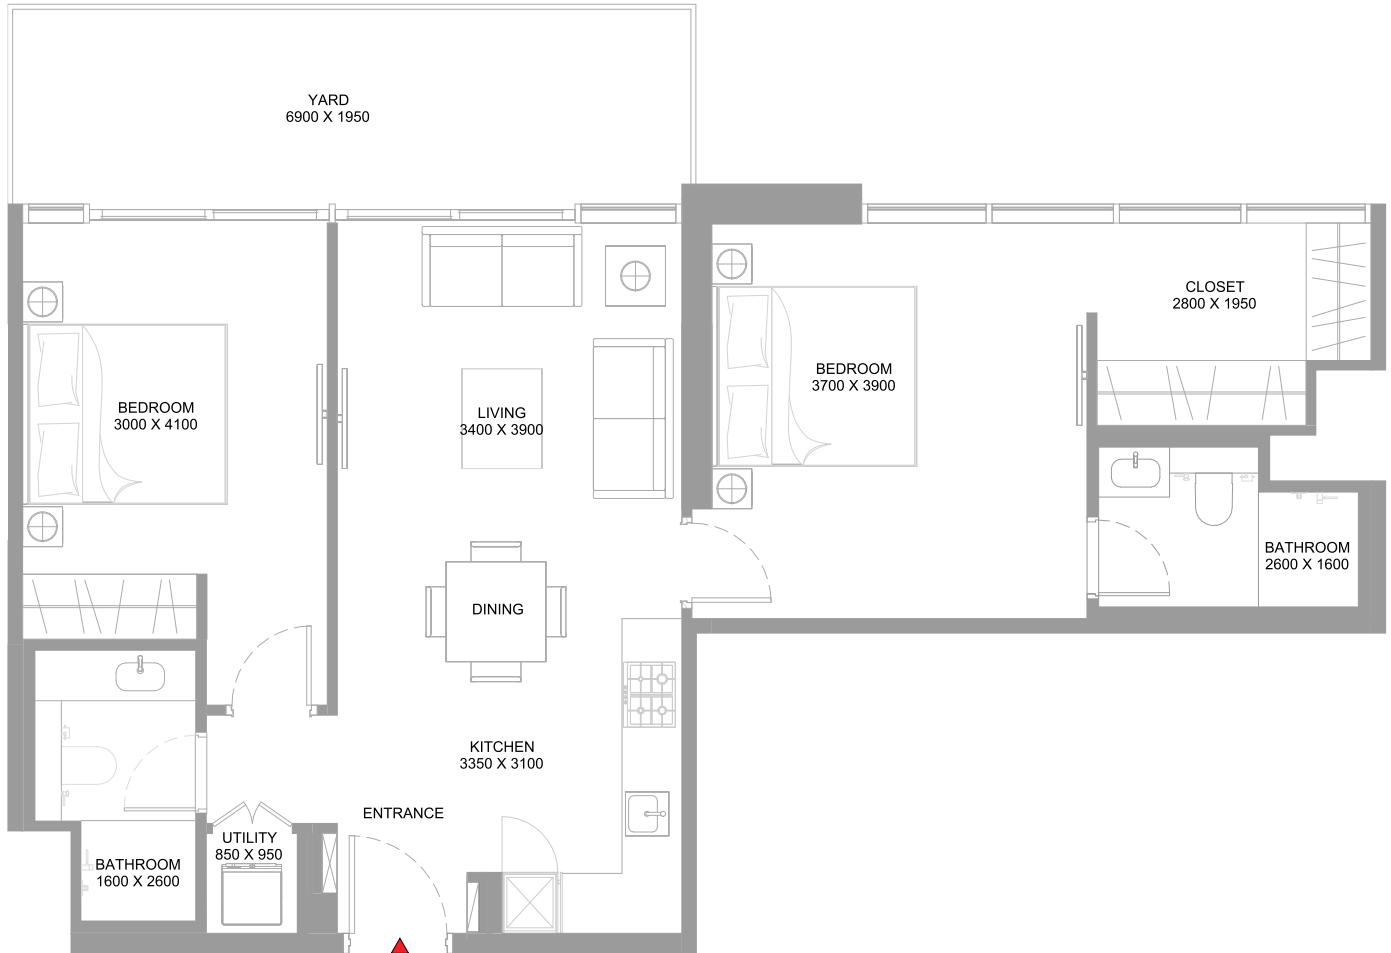 YARD
6900 X 1950
CLOSET
2800 X 1950
BEDROOM
3700 X 3900
BEDROOM
3000 X 4100
LIVING
3400 X 3900
BATHROOM
2600 X 1600
DINING
KITCHEN
3350 X 3100
ENTRANCE
UTILITY
850 X 950
BATHROOM
1600 X 2600